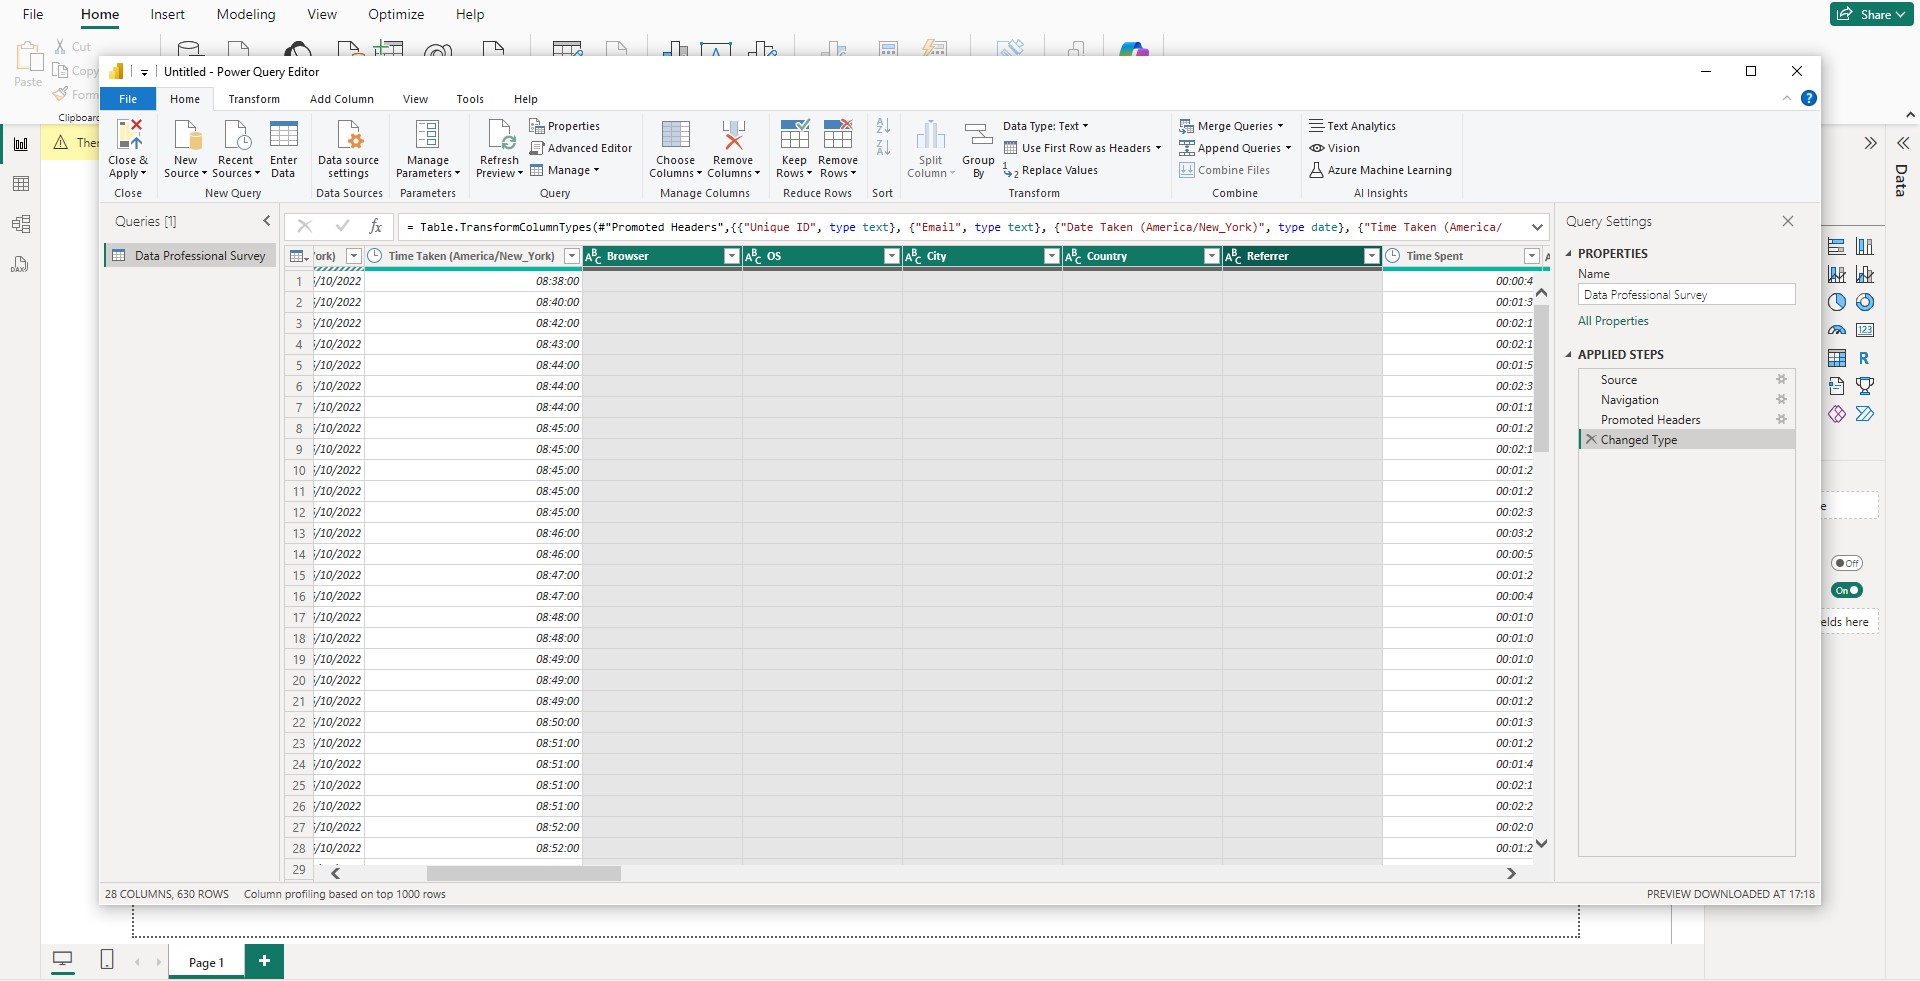 File Home Insert Modeling View Optimize Help
Share
Paste
Cut
Copy
Form
Clipboard
Untitled - Power Query Editor
File Home Transform Add Column View Tools Help
Close & Apply
Close
New Source
Recent Sources
Enter Data
New Query
Data source settings
Data Sources
Manage Parameters
Parameters
Refresh Preview
Properties
Advanced Editor
Manage
Query
Choose Columns
Remove Columns
Manage Columns
Keep Rows
Remove Rows
Reduce Rows
Sort
Split Column
Group By
Data Type: Text
Use First Row as Headers
Replace Values
Transform
Merge Queries
Append Queries
Combine Files
Combine
Text Analytics
Vision
Azure Machine Learning
AI Insights
Data
Queries [1]
Data Professional Survey
fx
= Table.TransformColumnTypes(#"Promoted Headers",{{"Unique ID", type text}, {"Email", type text}, {"Date Taken (America/New_York)", type date}, {"Time Taken (America/
'ork) Time Taken (America/New_York) Browser OS City Country Referrer Time Spent
1 /10/2022 08:38:00 00:00:4
2 /10/2022 08:40:00 00:01:3
3 /10/2022 08:42:00 00:02:1
4 /10/2022 08:43:00 00:02:1
5 /10/2022 08:44:00 00:01:5
6 /10/2022 08:44:00 00:02:3
7 /10/2022 08:44:00 00:01:1
8 /10/2022 08:45:00 00:01:2
9 /10/2022 08:45:00 00:02:1
10 /10/2022 08:45:00 00:01:2
11 /10/2022 08:45:00 00:01:2
12 /10/2022 08:45:00 00:02:3
13 /10/2022 08:46:00 00:03:2
14 /10/2022 08:46:00 00:00:5
15 /10/2022 08:47:00 00:01:2
16 /10/2022 08:47:00 00:00:4
17 /10/2022 08:48:00 00:01:0
18 /10/2022 08:48:00 00:01:0
19 /10/2022 08:49:00 00:01:0
20 /10/2022 08:49:00 00:01:2
21 /10/2022 08:49:00 00:01:2
22 /10/2022 08:50:00 00:01:3
23 /10/2022 08:51:00 00:01:2
24 /10/2022 08:51:00 00:01:4
25 /10/2022 08:51:00 00:02:1
26 /10/2022 08:51:00 00:02:2
27 /10/2022 08:52:00 00:02:0
28 /10/2022 08:52:00 00:01:2
29
Query Settings
PROPERTIES
Name
Data Professional Survey
All Properties
APPLIED STEPS
Source
Navigation
Promoted Headers
Changed Type
Off
On
elds here
28 COLUMNS, 630 ROWS Column profiling based on top 1000 rows
PREVIEW DOWNLOADED AT 17:18
Page 1